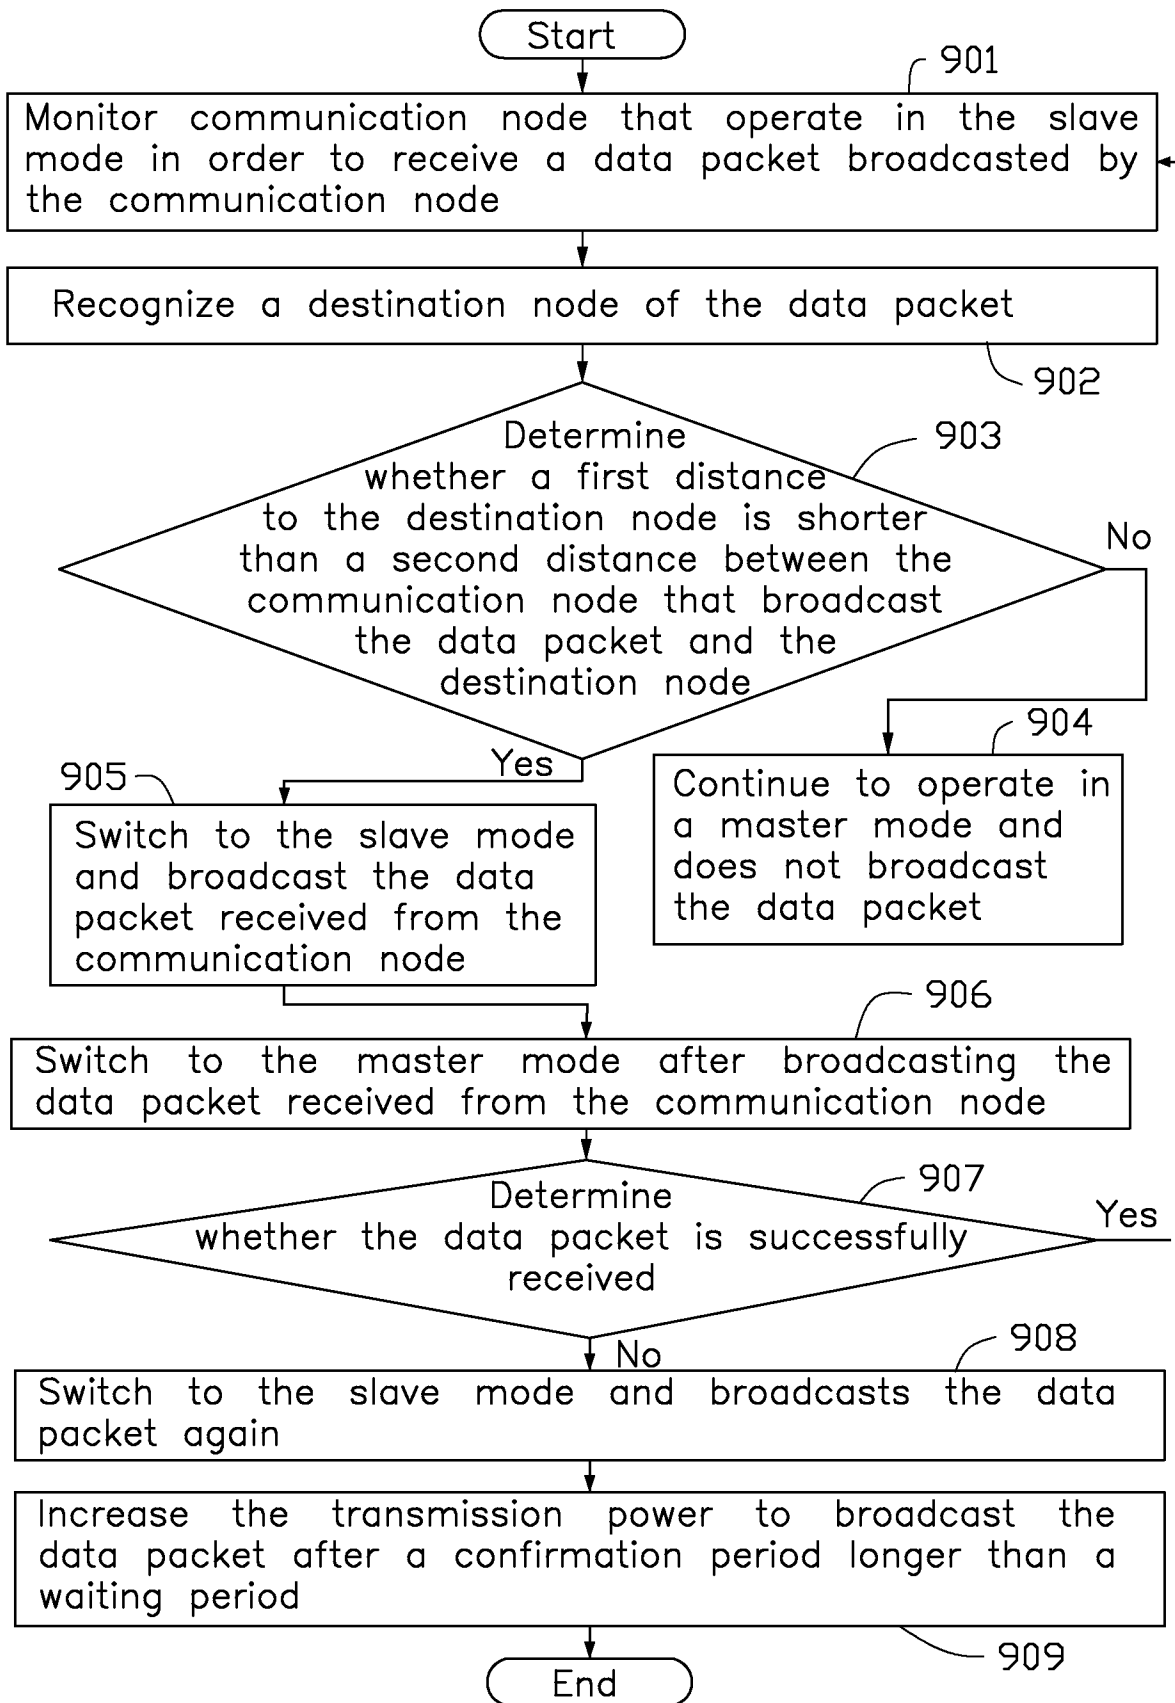 Start
901
Monitor communication node that operate in the slave
mode in order to receive a data packet broadcasted by
the communication node
Recognize a destination node of the data packet
902
903
Determine
whether a first distance
to the destination node is shorter
than a second distance between the
communication node that broadcast
the data packet and the
destination node
No
Yes
904
Continue to operate in
a master mode and
does not broadcast
the data packet
905
Switch to the slave mode
and broadcast the data
packet received from the
communication node
906
Switch to the master mode after broadcasting the
data packet received from the communication node
907
Determine
whether the data packet is successfully
received
Yes
No
908
Switch to the slave mode and broadcasts the data
packet again
Increase the transmission power to broadcast the
data packet after a confirmation period longer than a
waiting period
909
End